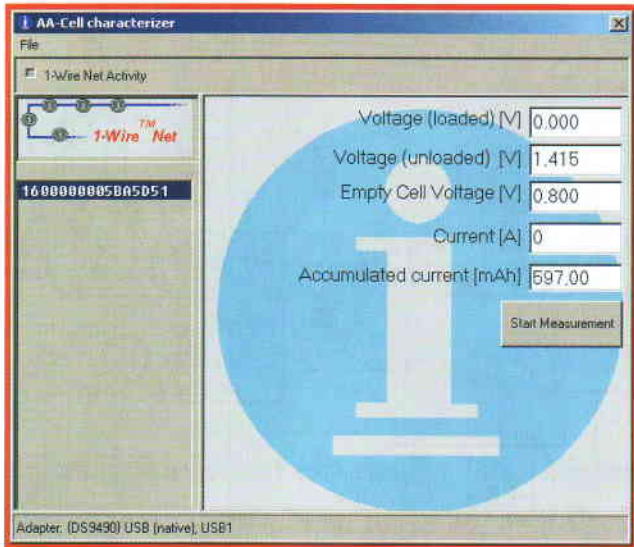 AA-Cell characterizer
File
1-Wire Net Activity
1-Wire™ Net
1600000005BA5D51
Voltage (loaded) [V] 0.000
Voltage (unloaded) [V] 1.415
Empty Cell Voltage [V] 0.800
Current [A] 0
Accumulated current [mAh] 597.00
Start Measurement
Adapter: (DS9490) USB (native), USB1